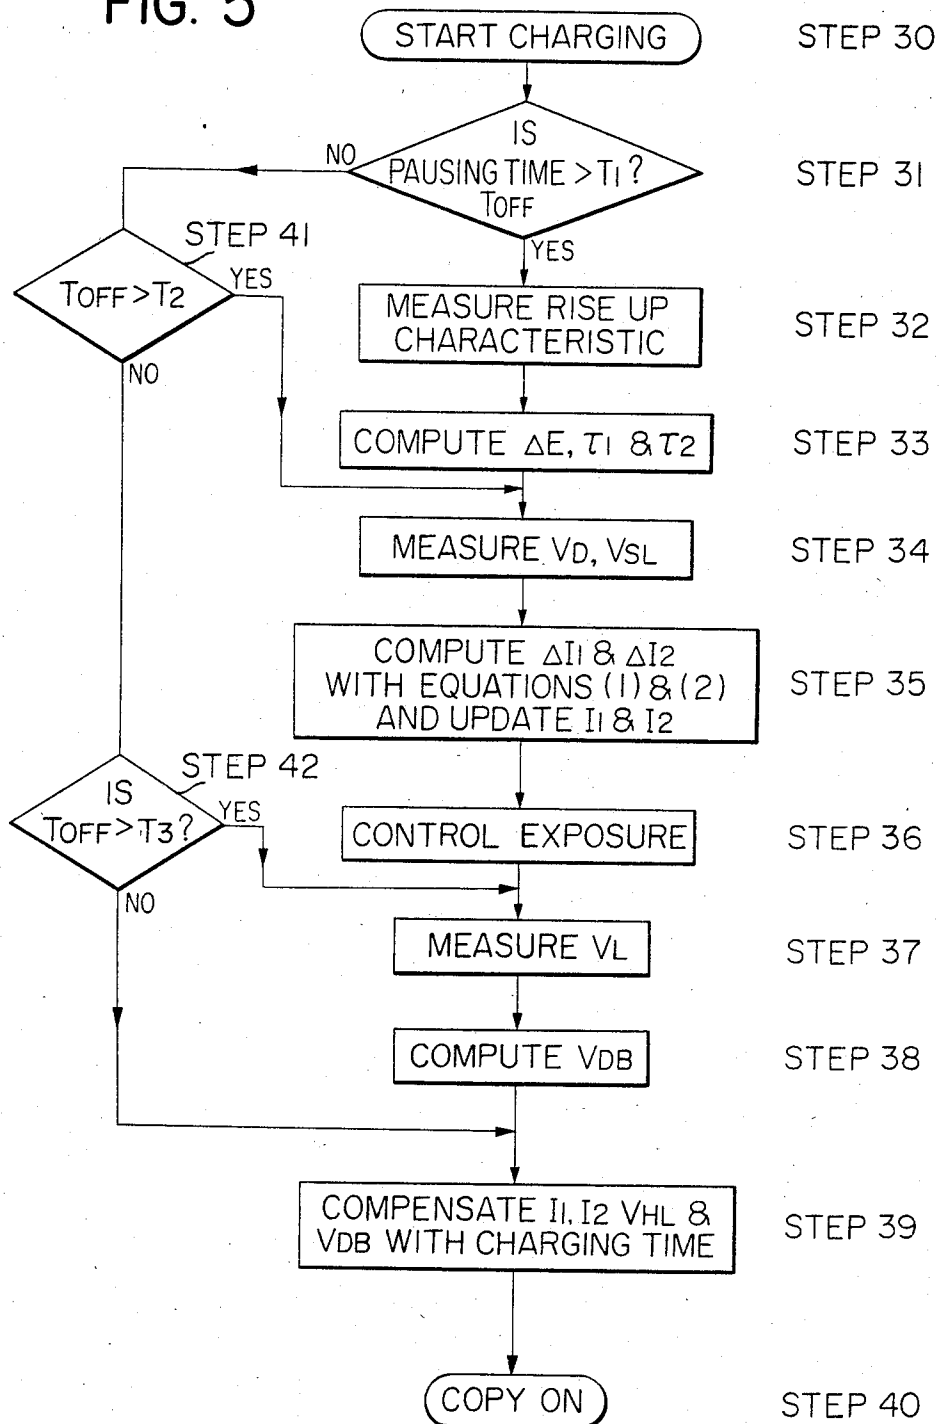 FIG. 5
START CHARGING
STEP 30
IS
PAUSING TIME > T1 ?
TOFF
NO
YES
STEP 31
STEP 41
TOFF > T2
YES
NO
MEASURE RISE UP
CHARACTERISTIC
STEP 32
COMPUTE ΔE, τ1 & τ2
STEP 33
MEASURE VD, VSL
STEP 34
COMPUTE ΔI1 & ΔI2
WITH EQUATIONS (1) & (2)
AND UPDATE I1 & I2
STEP 35
STEP 42
IS
TOFF > T3 ?
YES
NO
CONTROL EXPOSURE
STEP 36
MEASURE VL
STEP 37
COMPUTE VDB
STEP 38
COMPENSATE I1, I2 VHL &
VDB WITH CHARGING TIME
STEP 39
COPY ON
STEP 40